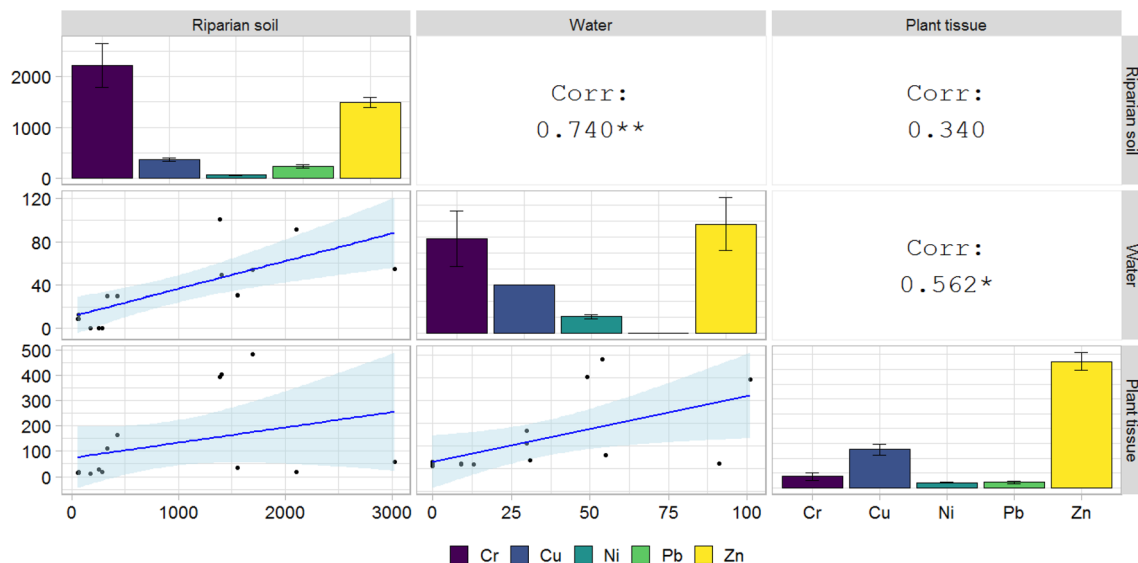 Riparian soil Water Plant tissue
2000
1000
0
Corr:
0.740**
Corr:
0.340
Riparian soil
120
80
40
0
Corr:
0.562*
Water
500
400
300
200
100
0
Plant tissue
0 1000 2000 3000
0 25 50 75 100
Cr Cu Ni Pb Zn
Cr Cu Ni Pb Zn